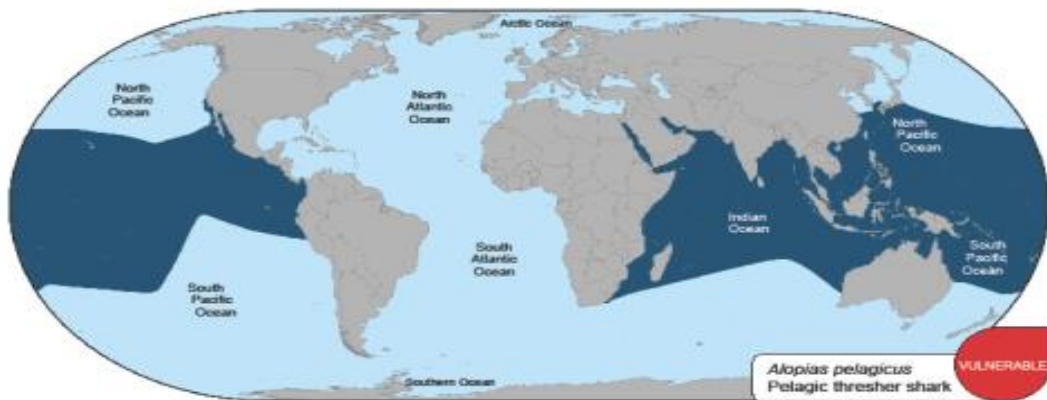 Arctic Ocean
North
Pacific
Ocean
North
Atlantic
Ocean
North
Pacific
Ocean
Indian
Ocean
South
Atlantic
Ocean
South
Pacific
Ocean
South
Pacific
Ocean
Southern Ocean
Alopias pelagicus
Pelagic thresher shark
VULNERABLE